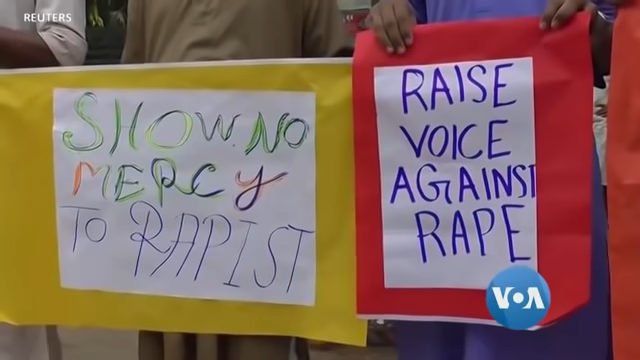 REUTERS
SHOW NO
MERCY
TO RAPIST
RAISE
VOICE
AGAINST
RAPE
VOA